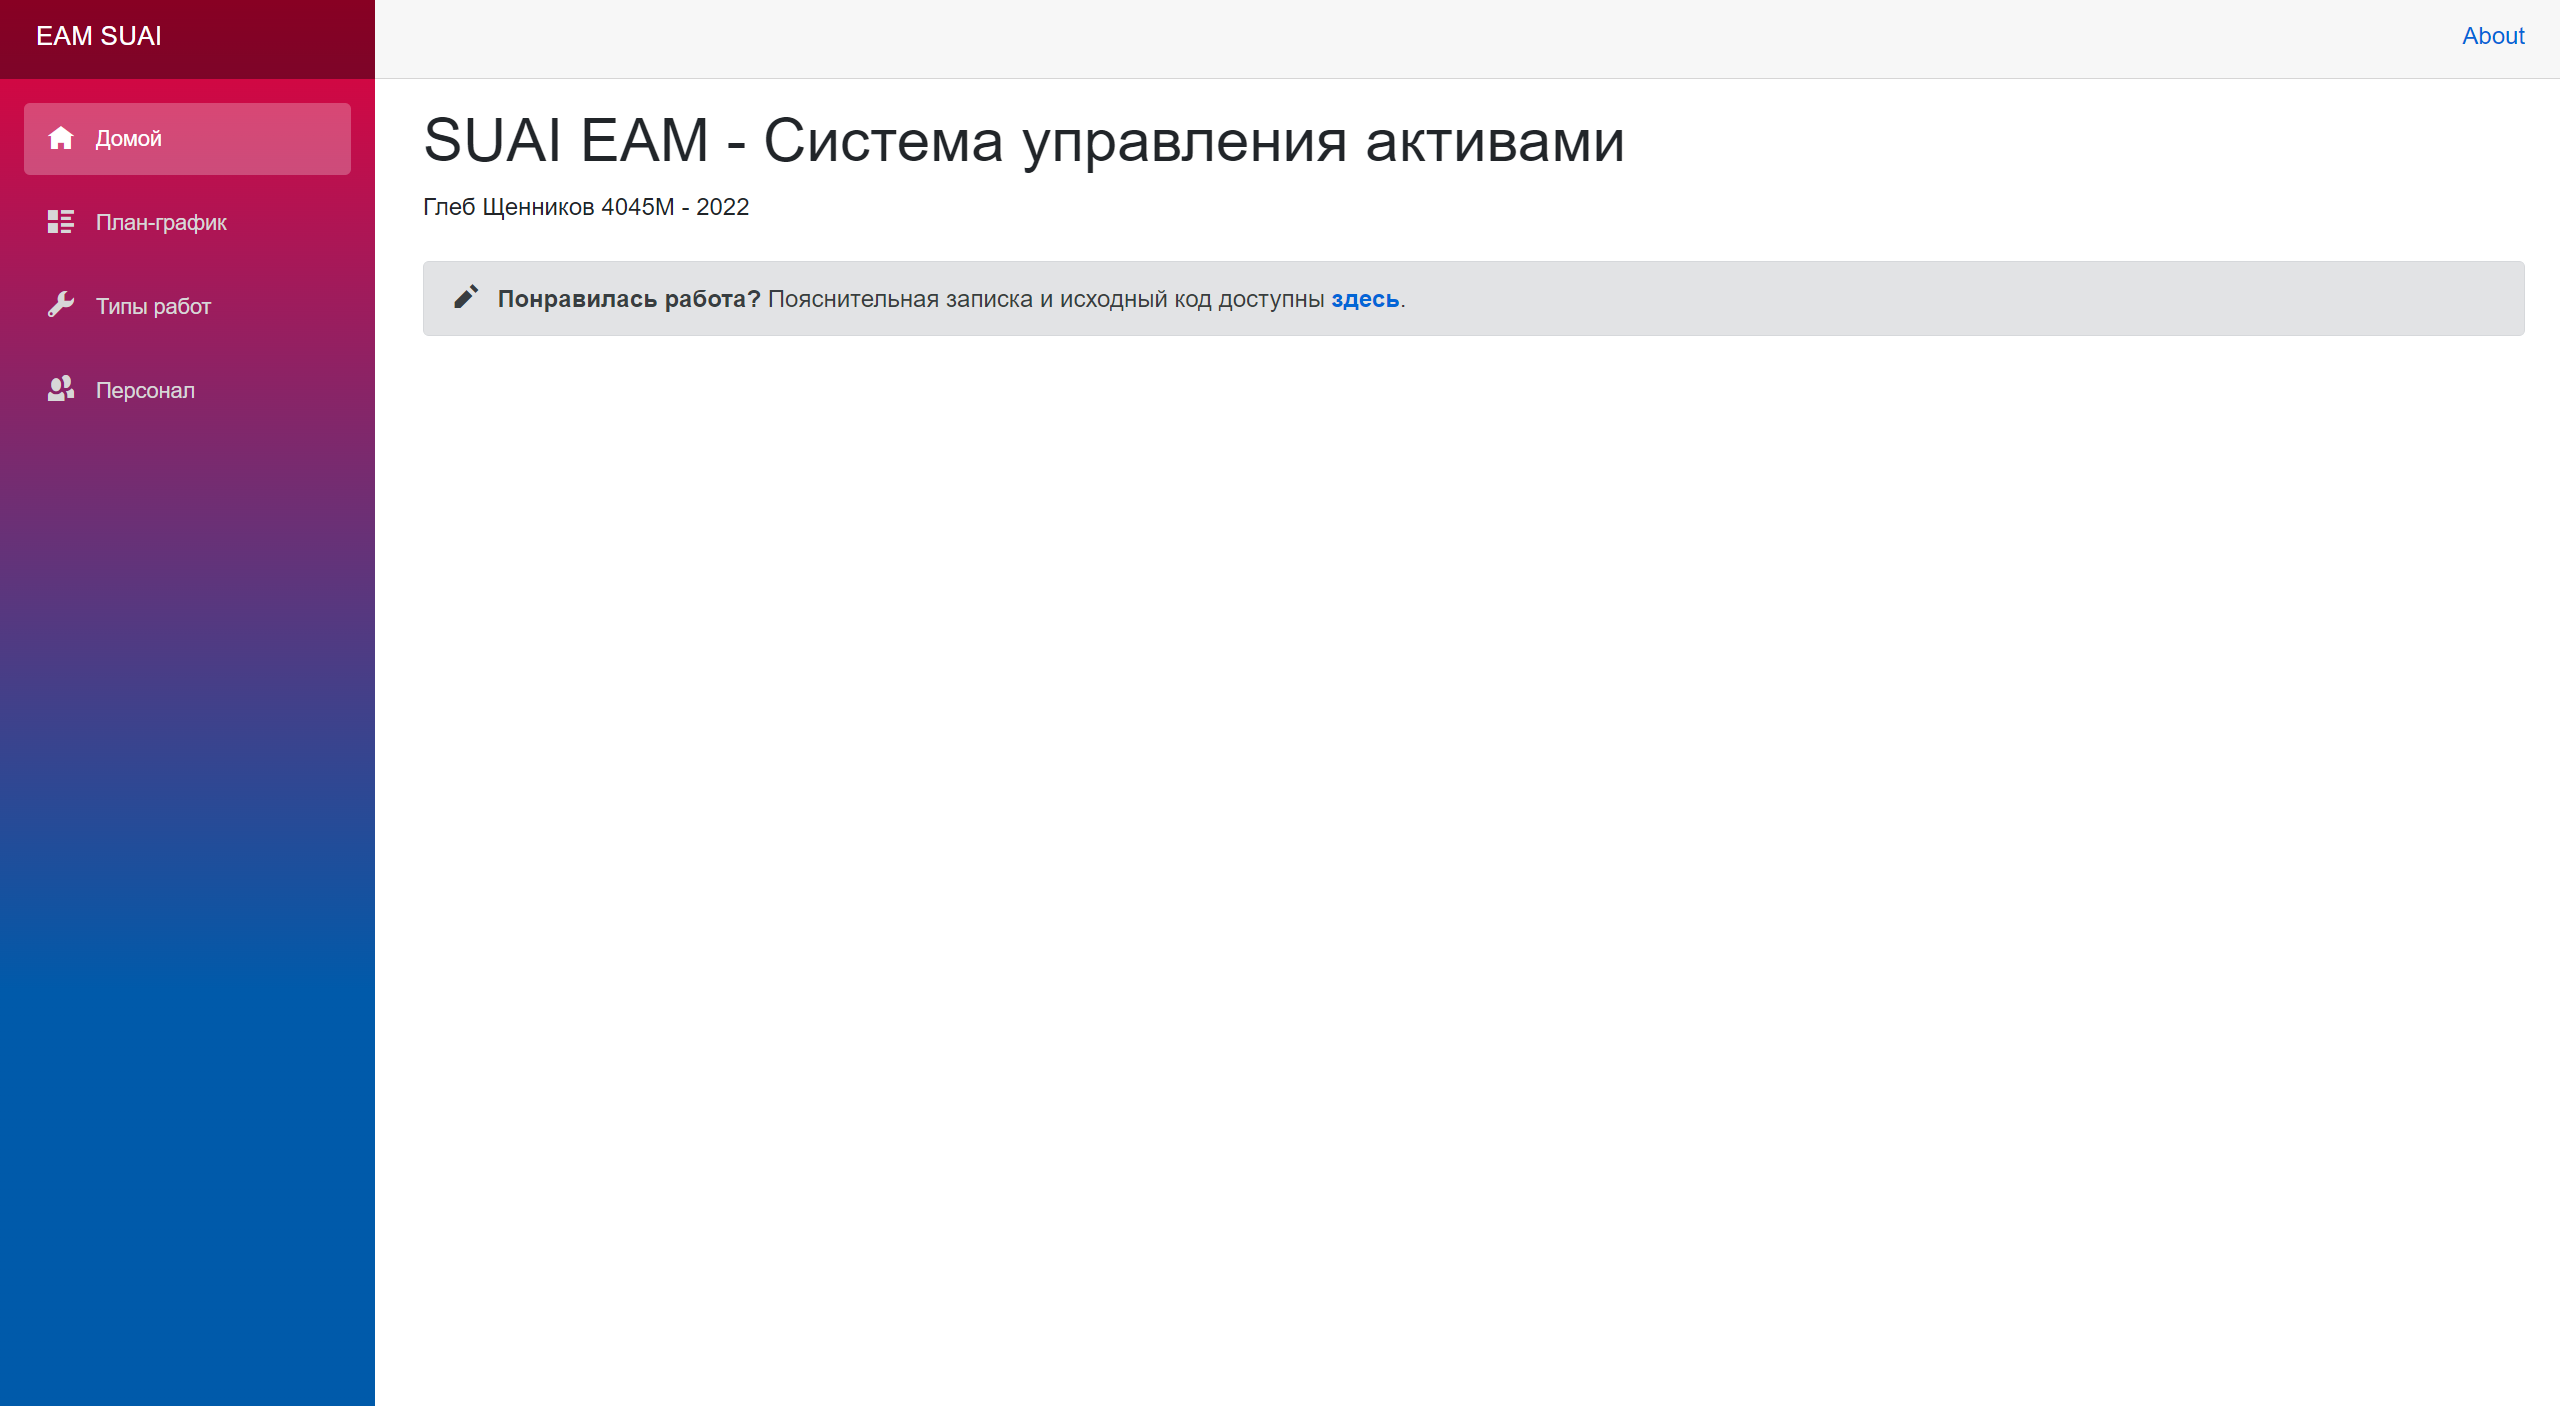 EAM SUAI
About
Домой
План-график
Типы работ
Персонал
SUAI EAM - Система управления активами
Глеб Щенников 4045М - 2022
Понравилась работа? Пояснительная записка и исходный код доступны здесь.